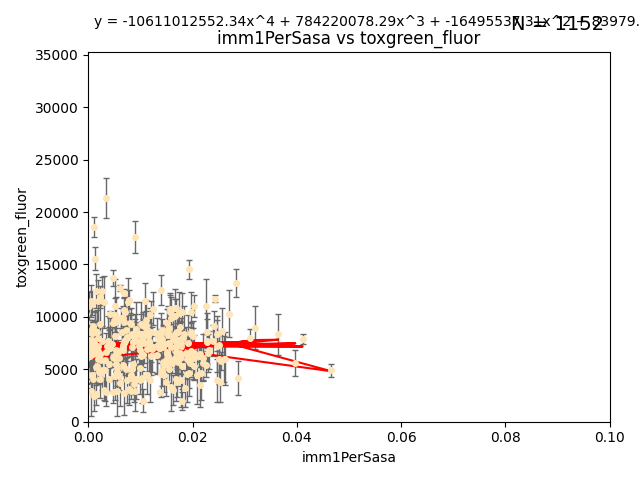 y = -10611012552.34x^4 + 784220078.29x^3 + -16495537.31x^2 + 83979.
N = 1152
imm1PerSasa vs toxgreen_fluor
35000
30000
25000
20000
15000
10000
5000
0
toxgreen_fluor
0.00 0.02 0.04 0.06 0.08 0.10
imm1PerSasa